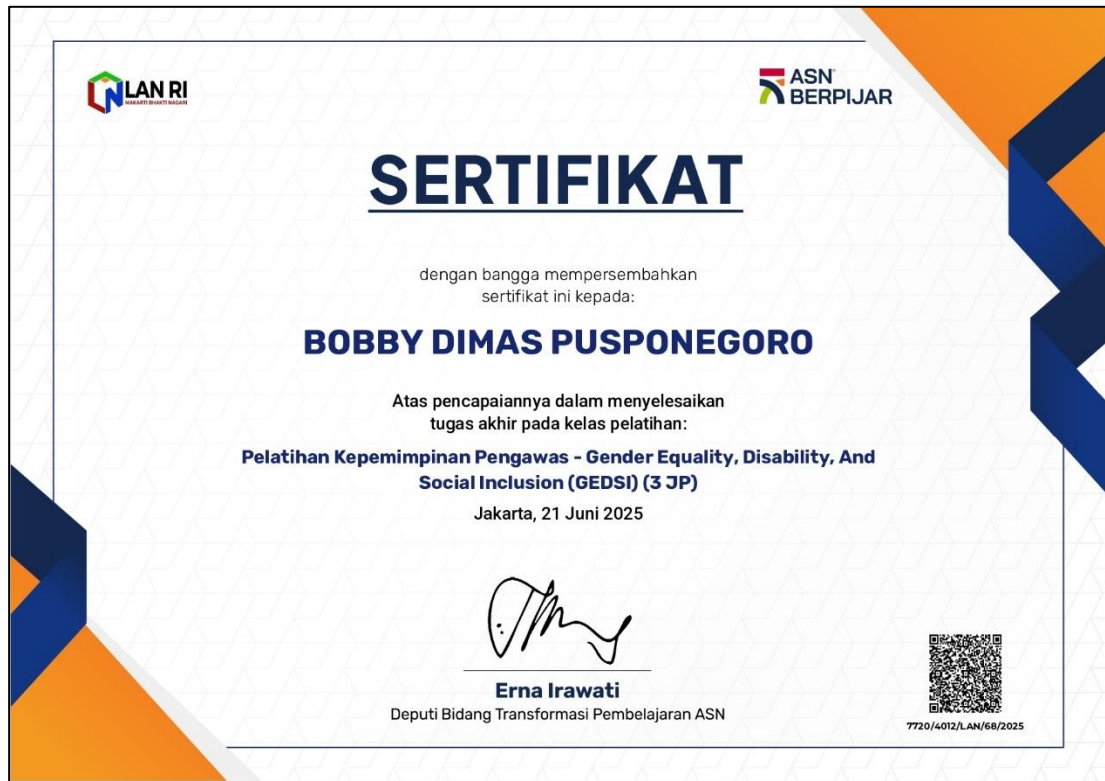 LAN RI
MAKARTI BHAKTI NAGARI
ASN
BERPIJAR
SERTIFIKAT
dengan bangga mempersembahkan
sertifikat ini kepada:
BOBBY DIMAS PUSPONEGORO
Atas pencapaiannya dalam menyelesaikan
tugas akhir pada kelas pelatihan:
Pelatihan Kepemimpinan Pengawas - Gender Equality, Disability, And
Social Inclusion (GEDSI) (3 JP)
Jakarta, 21 Juni 2025
Erna Irawati
Deputi Bidang Transformasi Pembelajaran ASN
7720/4012/LAN/68/2025